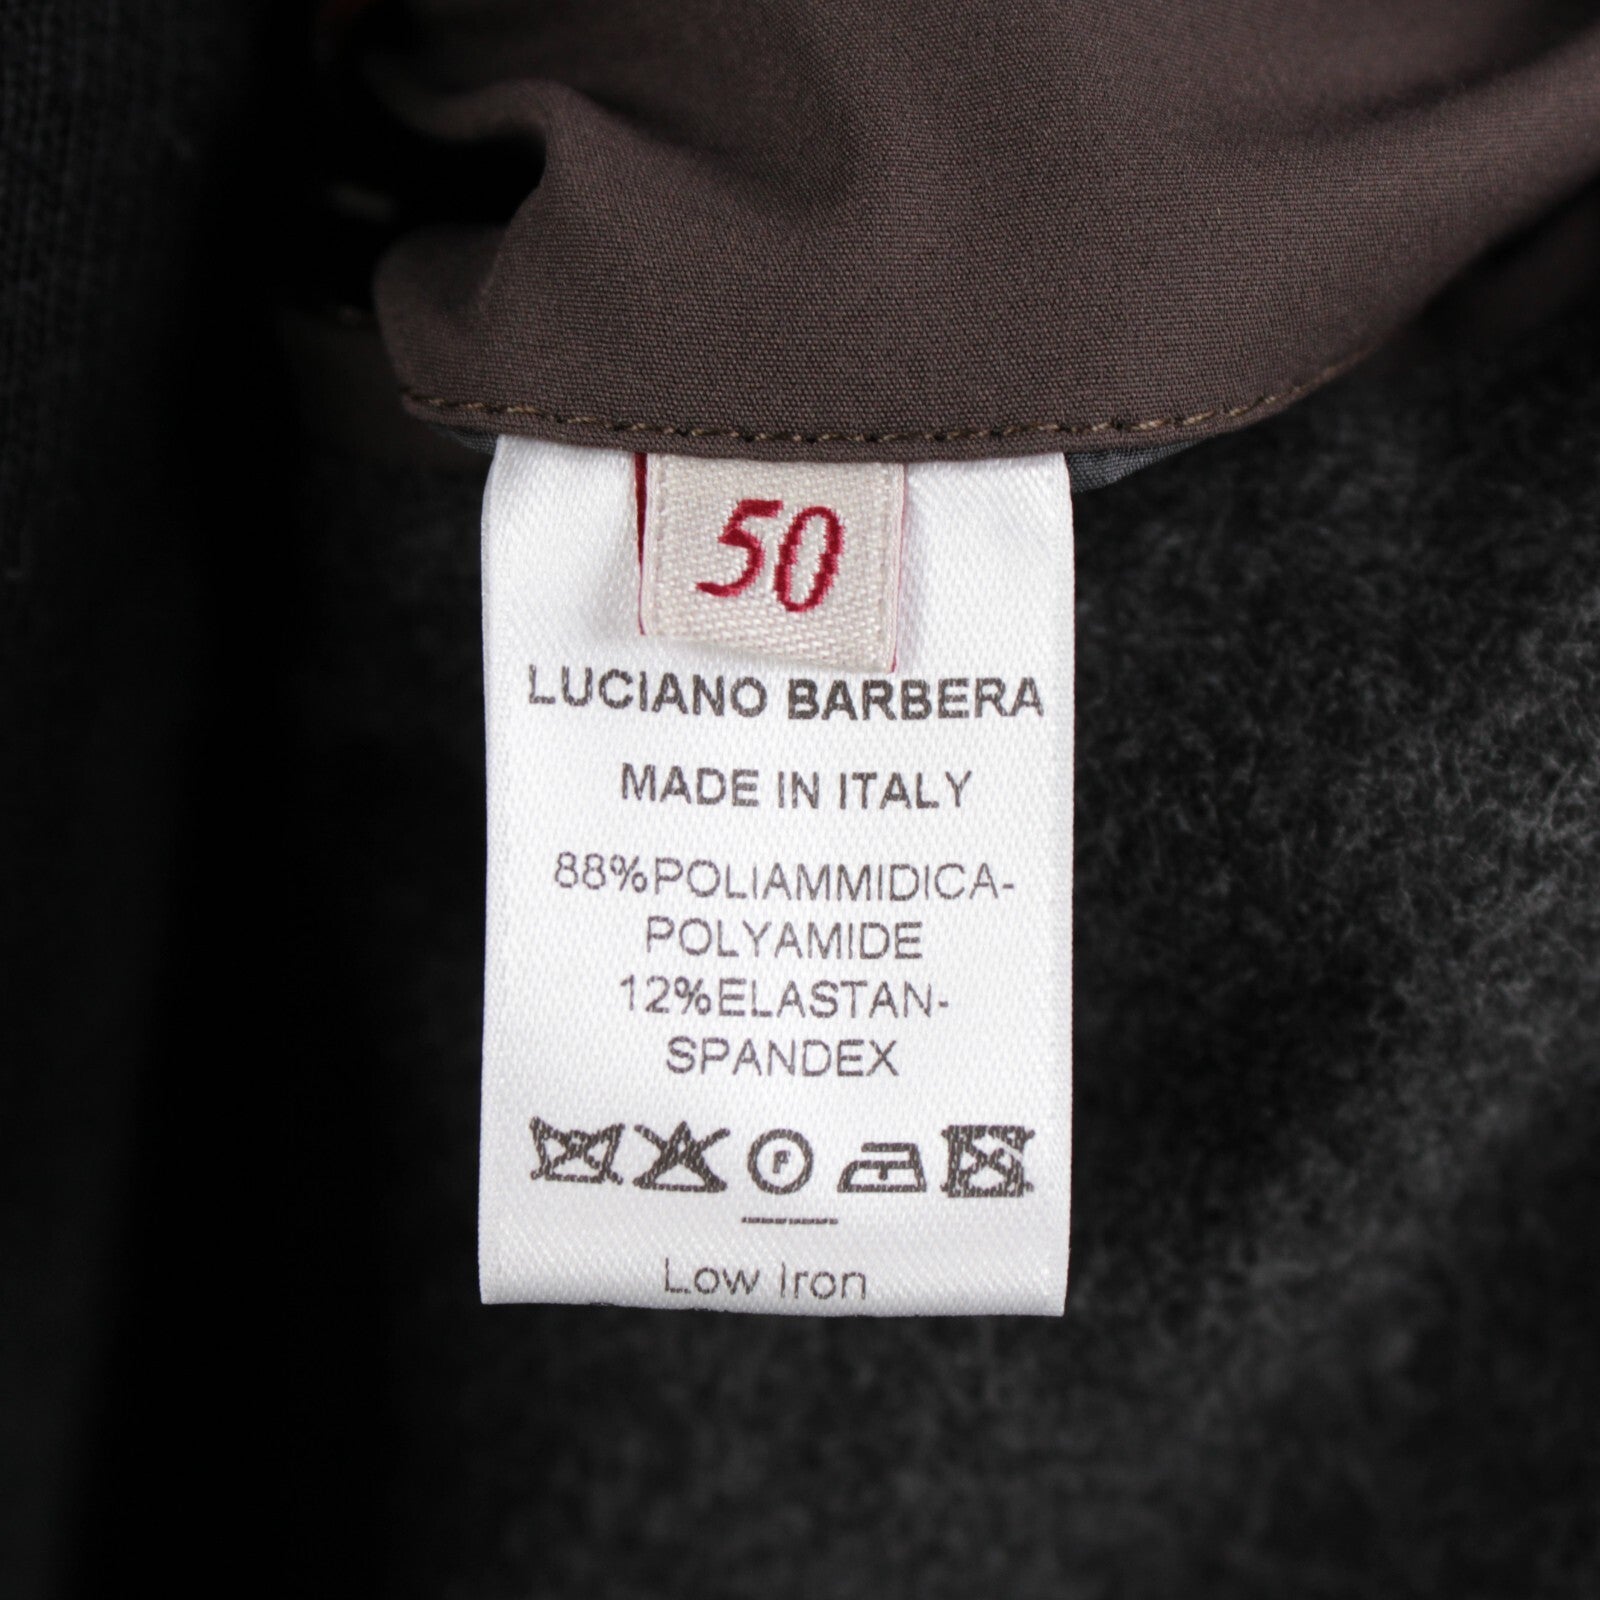 50
LUCIANO BARBERA
MADE IN ITALY
88%POLIAMMIDICA-
POLYAMIDE
12%ELASTAN-
SPANDEX
F
Low Iron